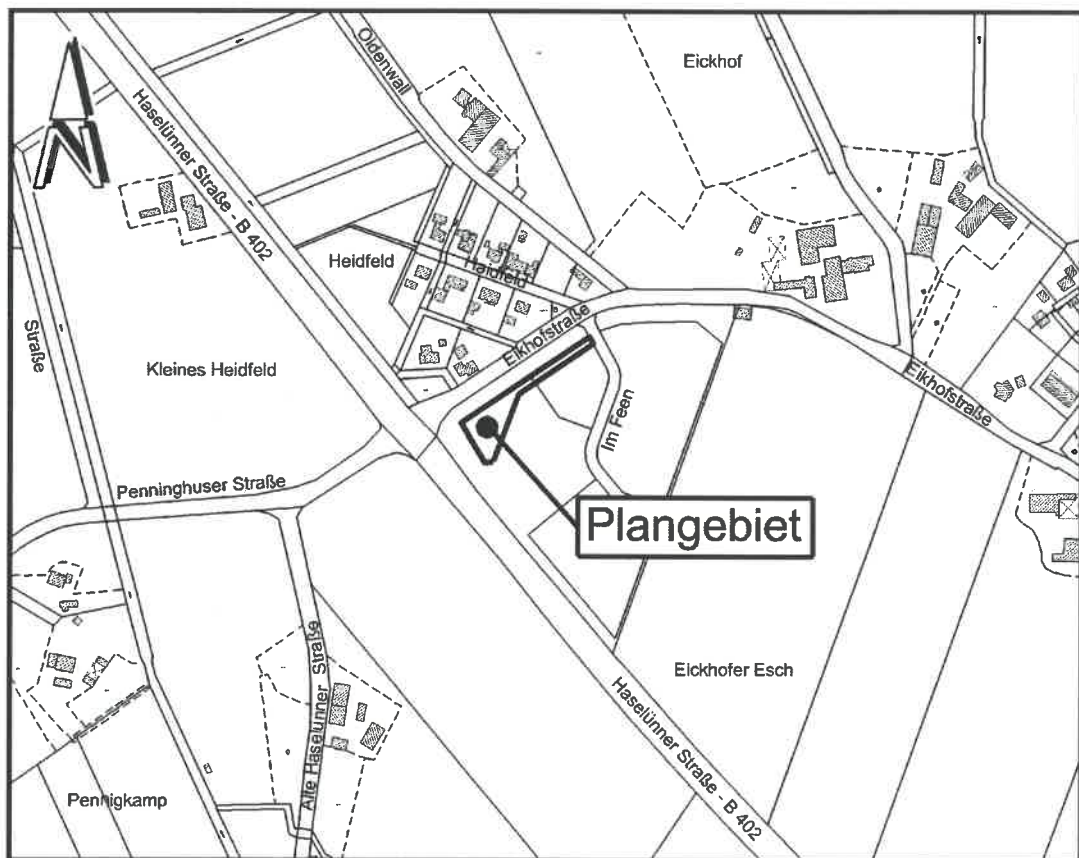 Oldenwall
Eickhof
Haselünner Straße - B 402
N
Heidfeld
Haidfeld
Eikhofstraße
Straße
Kleines Heidfeld
Im Feen
Eikhofstraße
Penninghuser Straße
Plangebiet
Alte Haselünner Straße
Eickhofer Esch
Haselünner Straße - B 402
Pennigkamp